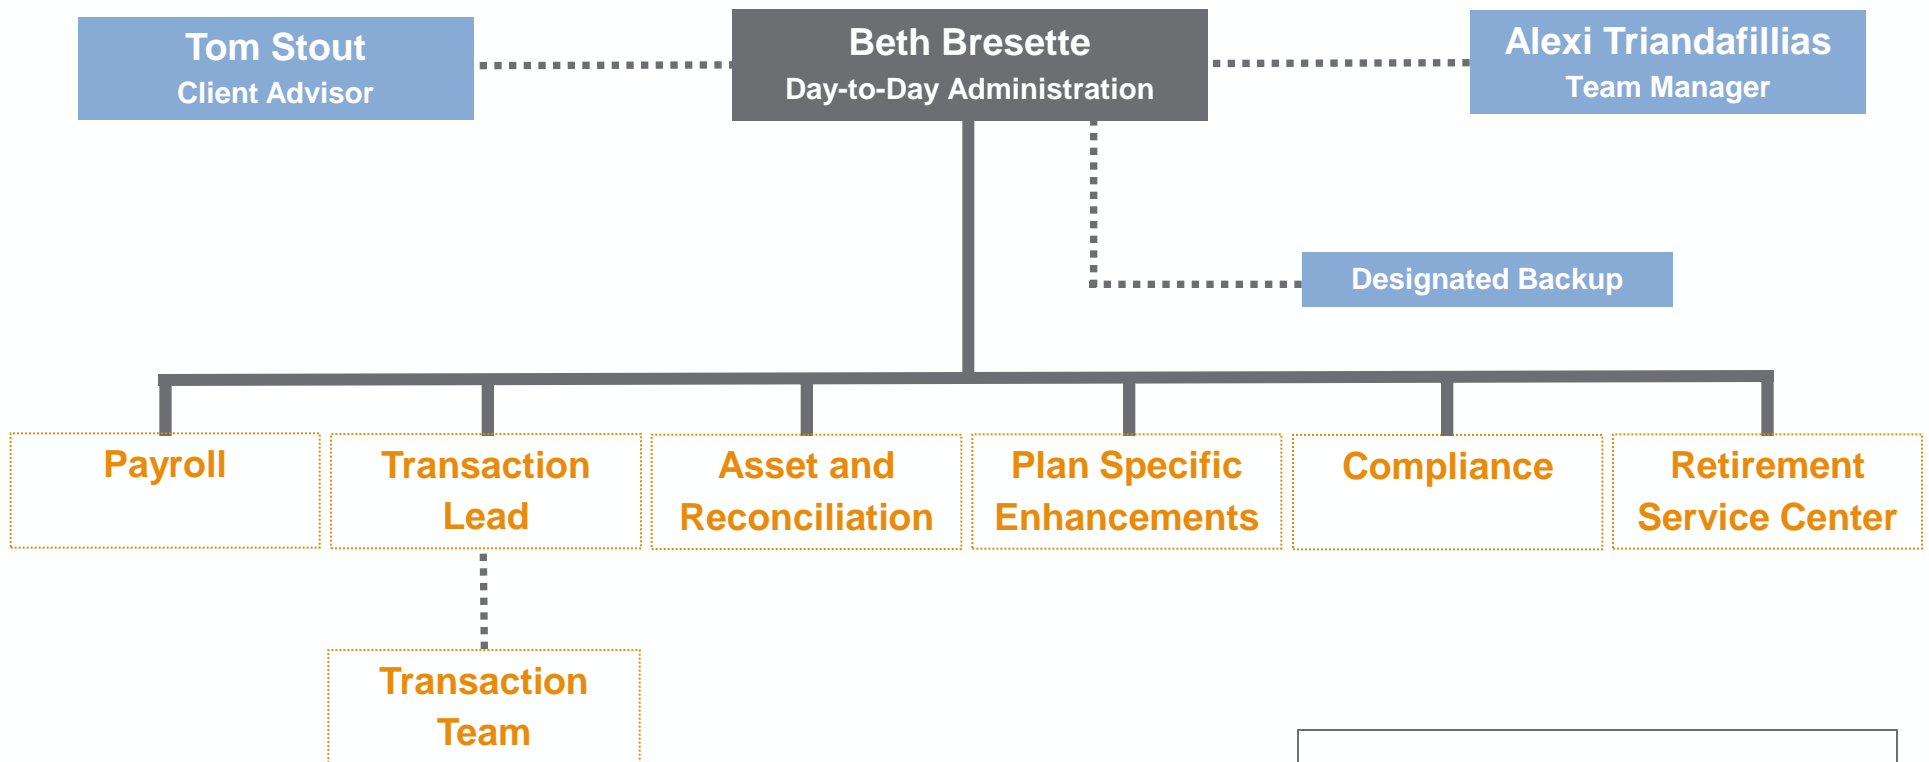 Tom Stout
Client Advisor
Beth Bresette
Day-to-Day Administration
Alexi Triandafillias
Team Manager
Designated Backup
Payroll
Transaction
Lead
Asset and
Reconciliation
Plan Specific
Enhancements
Compliance
Retirement
Service Center
Transaction
Team